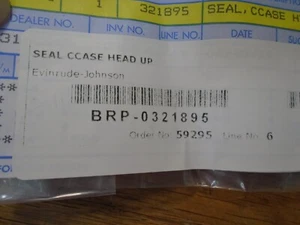 1 321895 SEAL,CCASE H
DEALER NO. INV. NO. LINE NO. DATE
31
SEAL CCASE HEAD UP
Evinrude-Johnson
BRP-0321895
Order No: 59295 Line No: 6